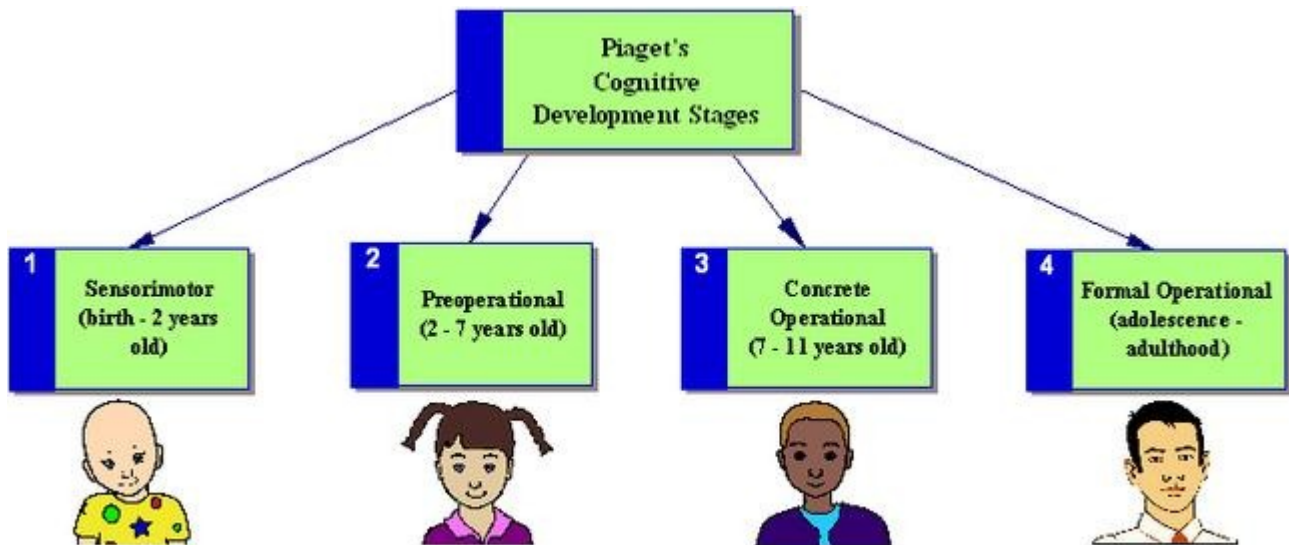 Piaget's
Cognitive
Development Stages
1
Sensorimotor
(birth - 2 years
old)
2
Preoperational
(2 - 7 years old)
3
Concrete
Operational
(7 - 11 years old)
4
Formal Operational
(adolescence -
adulthood)